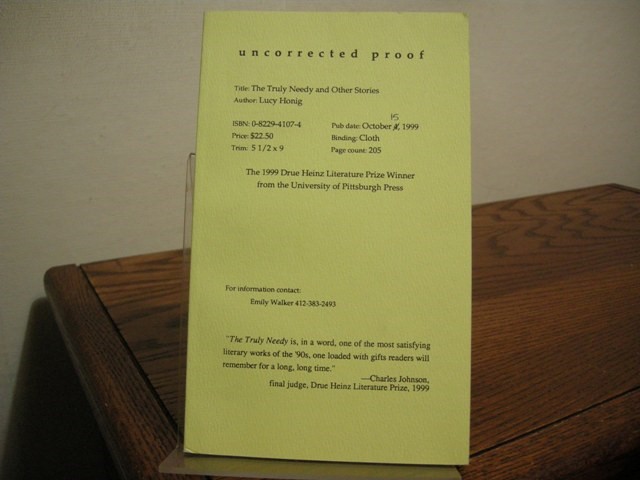 uncorrected proof
Title: The Truly Needy and Other Stories
Author: Lucy Honig
ISBN: 0-8229-4107-4
Price: $22.50
Trim: 5 1/2 x 9
15
Pub date: October , 1999
Binding: Cloth
Page count: 205
The 1999 Drue Heinz Literature Prize Winner
from the University of Pittsburgh Press
For information contact:
Emily Walker 412-383-2493
"The Truly Needy is, in a word, one of the most satisfying
literary works of the '90s, one loaded with gifts readers will
remember for a long, long time."
—Charles Johnson,
final judge, Drue Heinz Literature Prize, 1999